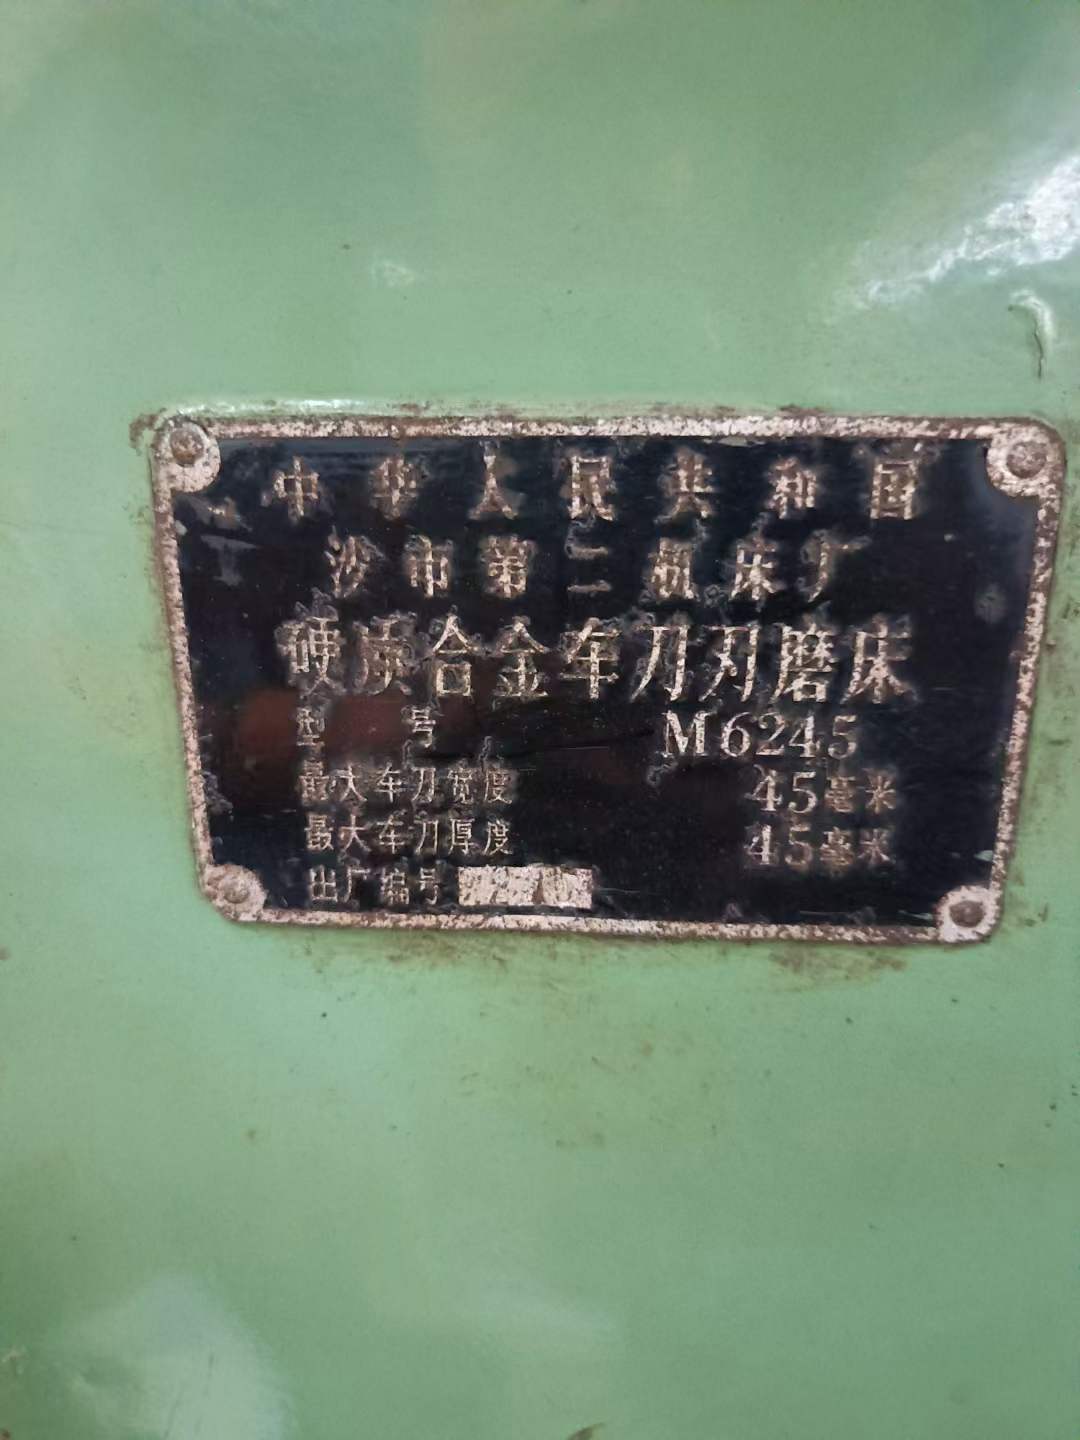 中华人民共和国
沙市第二机床厂
硬质合金车刀刃磨床
型号 M6245
最大车刀宽度 45毫米
最大车刀厚度 45毫米
出厂编号